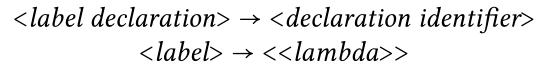 <label declaration> → <declaration identifier>
<label> → <<lambda>>